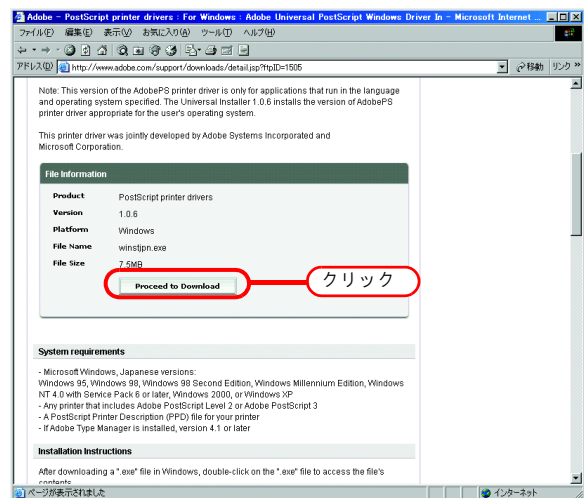 Adobe - PostScript printer drivers : For Windows : Adobe Universal PostScript Windows Driver In - Microsoft Internet ...
ファイル(F) 編集(E) 表示(V) お気に入り(A) ツール(T) ヘルプ(H)
アドレス(D) http://www.adobe.com/support/downloads/detail.jsp?ftpID=1505 移動 リンク »
Note: This version of the AdobePS printer driver is only for applications that run in the language
and operating system specified. The Universal Installer 1.0.6 installs the version of AdobePS
printer driver appropriate for the user's operating system.
This printer driver was jointly developed by Adobe Systems Incorporated and
Microsoft Corporation.
File Information
Product PostScript printer drivers
Version 1.0.6
Platform Windows
File Name winstjpn.exe
File Size 7.5MB
Proceed to Download
クリック
System requirements
- Microsoft Windows, Japanese versions:
Windows 95, Windows 98, Windows 98 Second Edition, Windows Millennium Edition, Windows
NT 4.0 with Service Pack 6 or later, Windows 2000, or Windows XP
- Any printer that includes Adobe PostScript Level 2 or Adobe PostScript 3
- A PostScript Printer Description (PPD) file for your printer
- If Adobe Type Manager is installed, version 4.1 or later
Installation Instructions
After downloading a ".exe" file in Windows, double-click on the ".exe" file to access the file's
contents
ページが表示されました インターネット